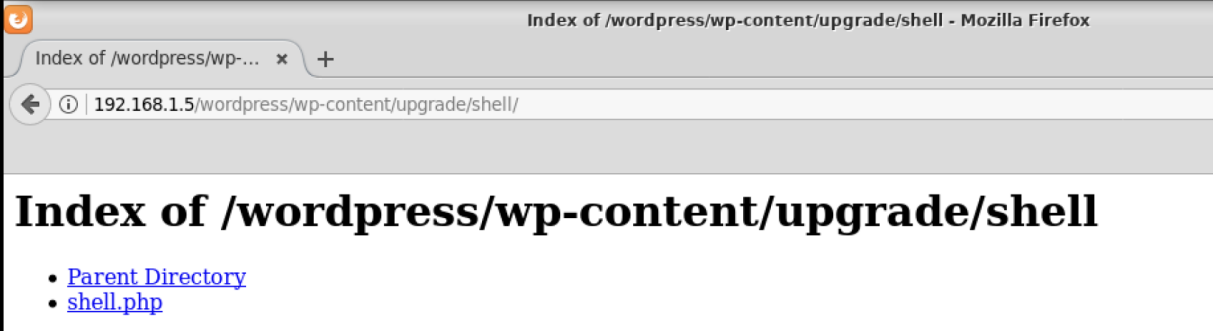 Index of /wordpress/wp-content/upgrade/shell - Mozilla Firefox
Index of /wordpress/wp-... × +
192.168.1.5/wordpress/wp-content/upgrade/shell/
Index of /wordpress/wp-content/upgrade/shell
• Parent Directory
• shell.php